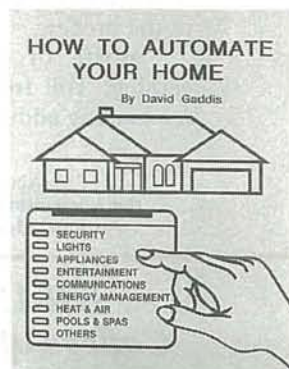 HOW TO AUTOMATE
YOUR HOME
By David Gaddis
SECURITY
LIGHTS
APPLIANCES
ENTERTAINMENT
COMMUNICATIONS
ENERGY MANAGEMENT
HEAT & AIR
POOLS & SPAS
OTHERS